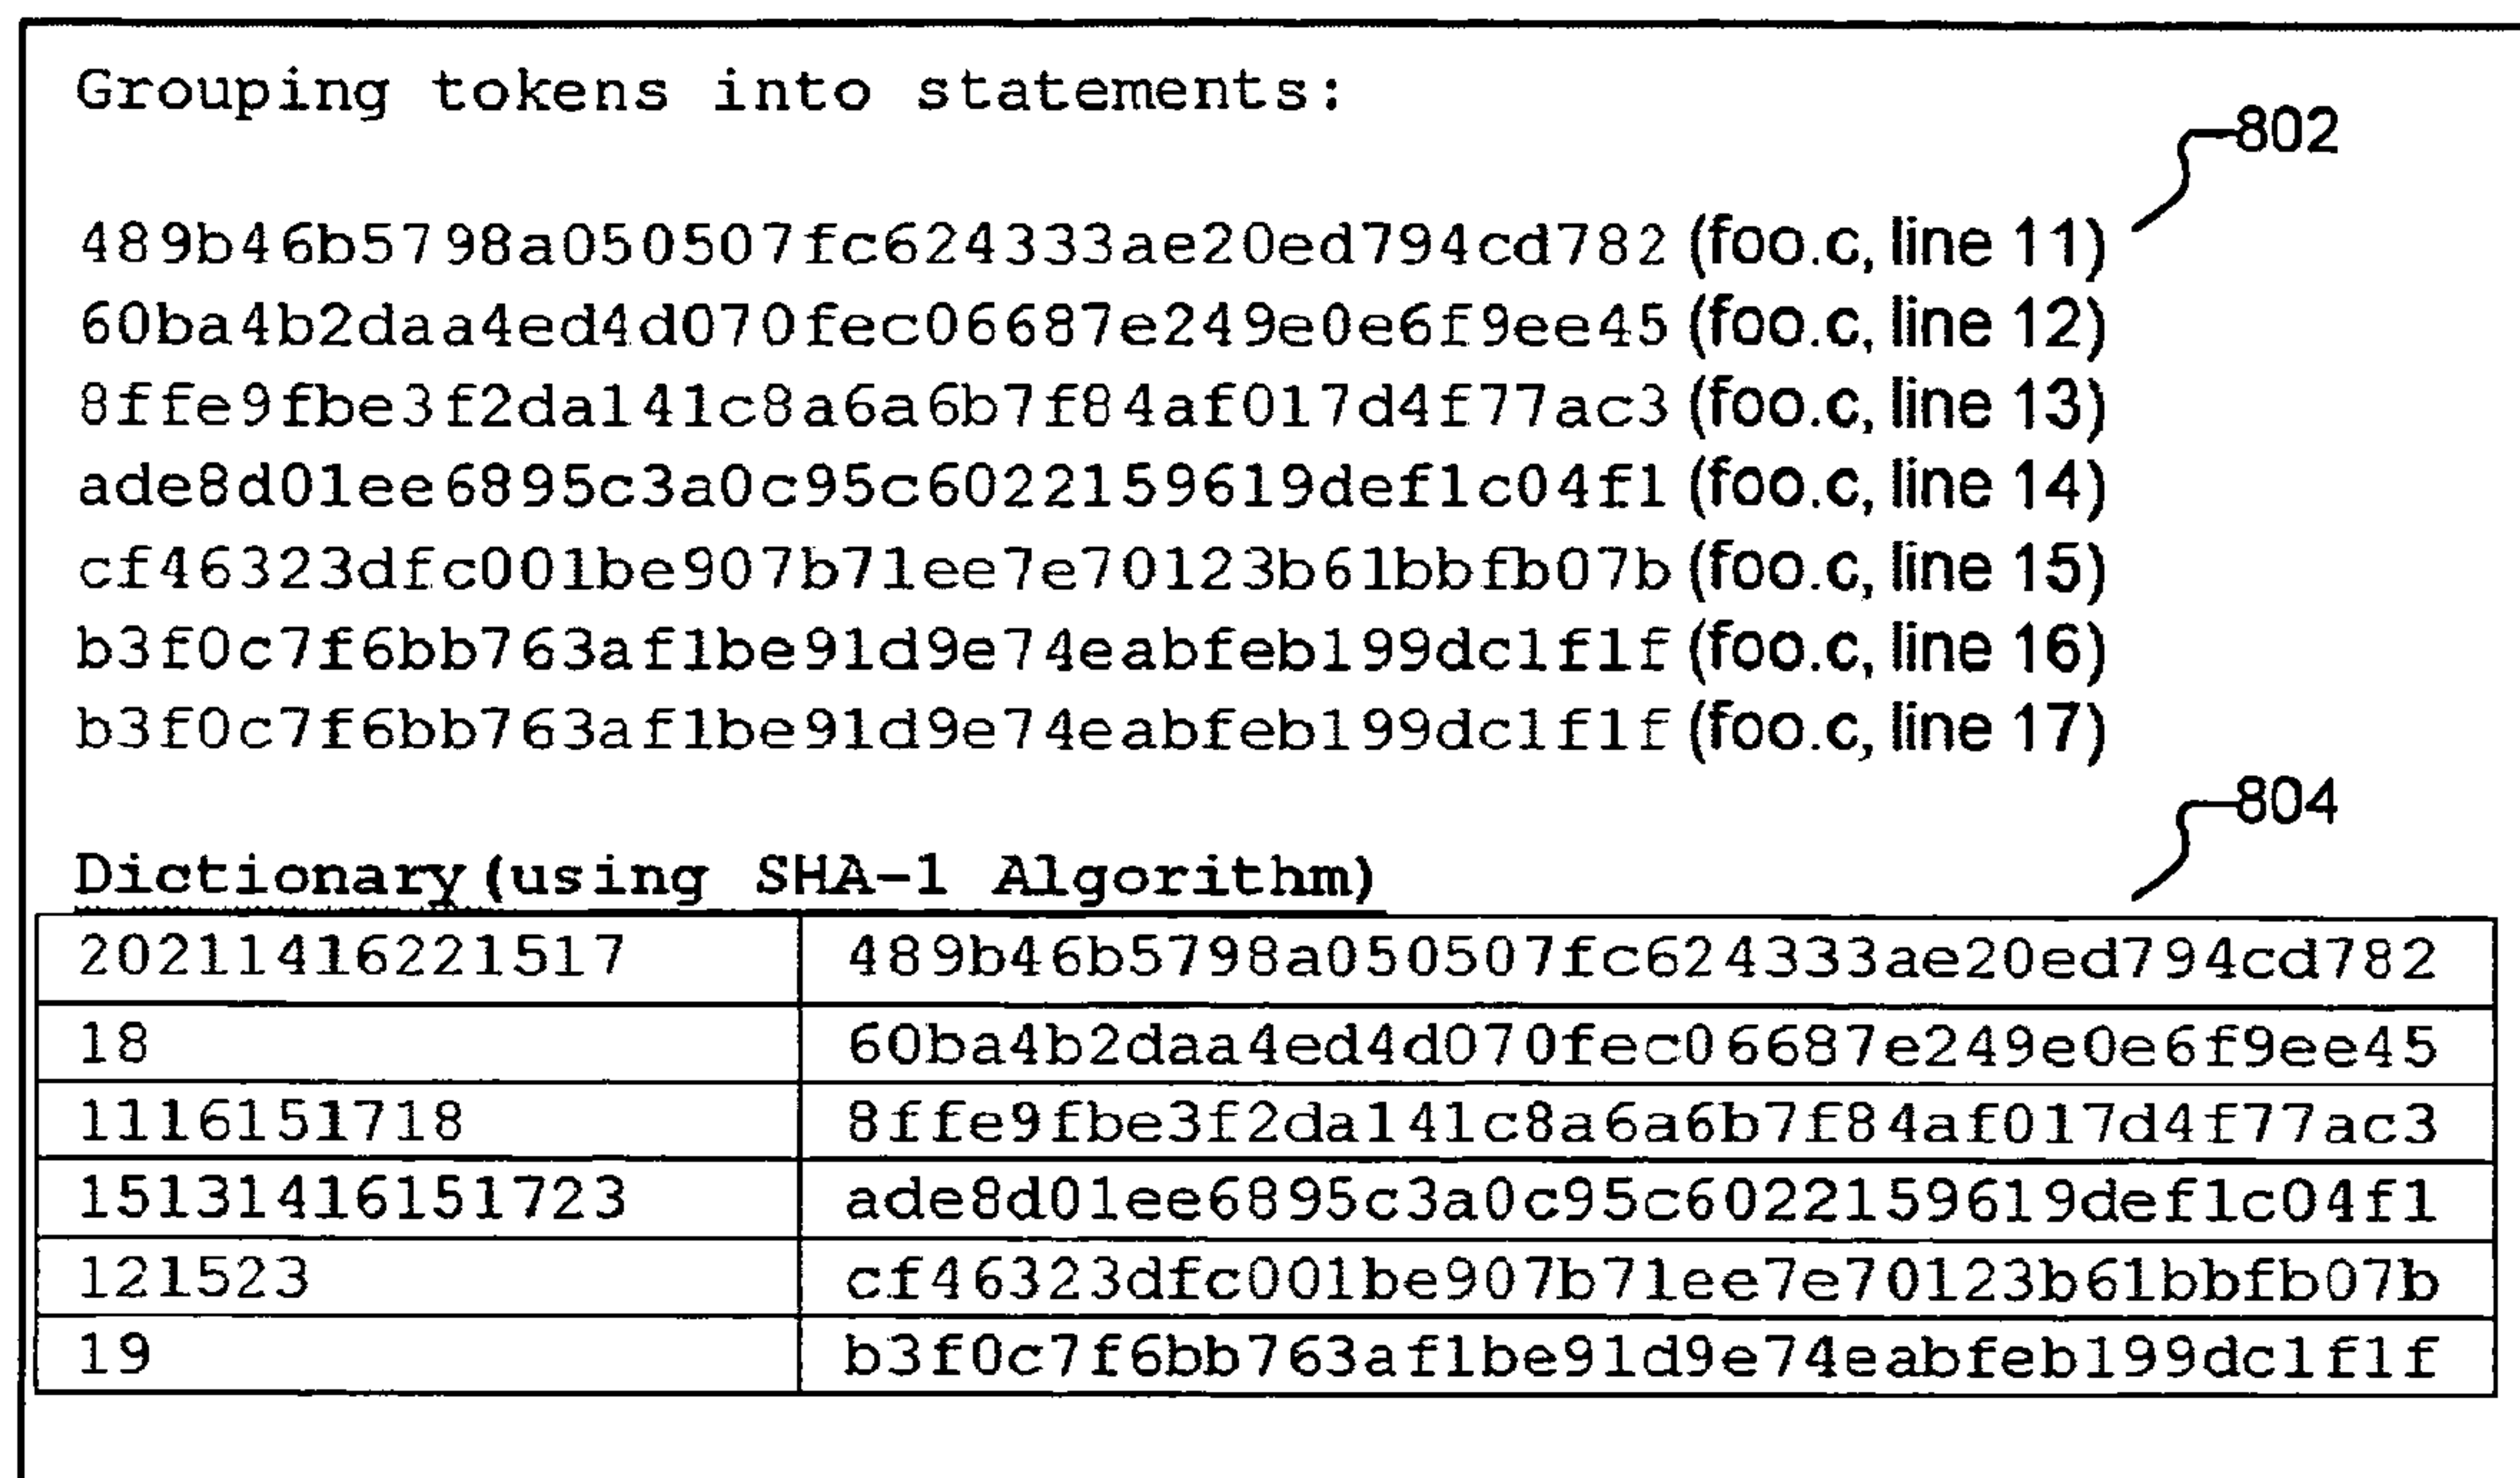 Grouping tokens into statements:
802
489b46b5798a050507fc624333ae20ed794cd782 (foo.c, line 11)
60ba4b2daa4ed4d070fec06687e249e0e6f9ee45 (foo.c, line 12)
8ffe9fbe3f2da141c8a6a6b7f84af017d4f77ac3 (foo.c, line 13)
ade8d01ee6895c3a0c95c6022159619def1c04f1 (foo.c, line 14)
cf46323dfc001be907b71ee7e70123b61bbfb07b (foo.c, line 15)
b3f0c7f6bb763af1be91d9e74eabfeb199dc1f1f (foo.c, line 16)
b3f0c7f6bb763af1be91d9e74eabfeb199dc1f1f (foo.c, line 17)
804
Dictionary (using SHA-1 Algorithm)
20211416221517 489b46b5798a050507fc624333ae20ed794cd782
18 60ba4b2daa4ed4d070fec06687e249e0e6f9ee45
1116151718 8ffe9fbe3f2da141c8a6a6b7f84af017d4f77ac3
15131416151723 ade8d01ee6895c3a0c95c6022159619def1c04f1
121523 cf46323dfc001be907b71ee7e70123b61bbfb07b
19 b3f0c7f6bb763af1be91d9e74eabfeb199dc1f1f